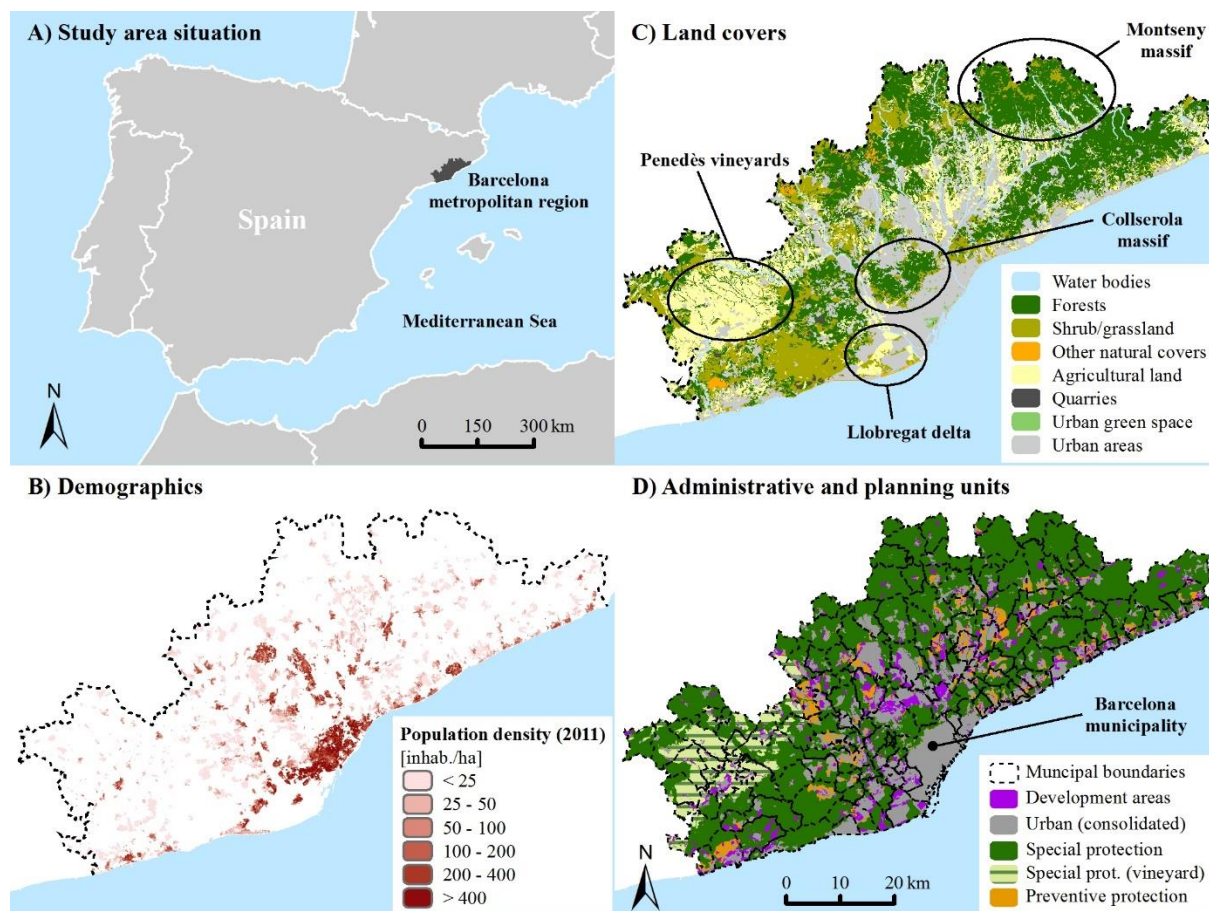 A) Study area situation
Spain
Barcelona
metropolitan region
Mediterranean Sea
N
0 150 300 km
C) Land covers
Montseny
massif
Penedès vineyards
Collserola
massif
Llobregat delta
Water bodies
Forests
Shrub/grassland
Other natural covers
Agricultural land
Quarries
Urban green space
Urban areas
B) Demographics
Population density (2011)
[inhab./ha]
< 25
25 - 50
50 - 100
100 - 200
200 - 400
> 400
D) Administrative and planning units
Barcelona
municipality
Muncipal boundaries
Development areas
Urban (consolidated)
Special protection
Special prot. (vineyard)
Preventive protection
N
0 10 20 km